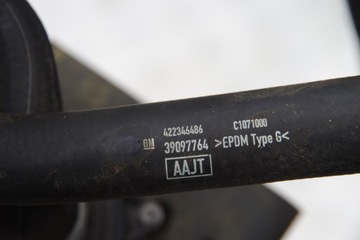 422346486 C1071000
GM 39097764 >EPDM Type G<
AAJT